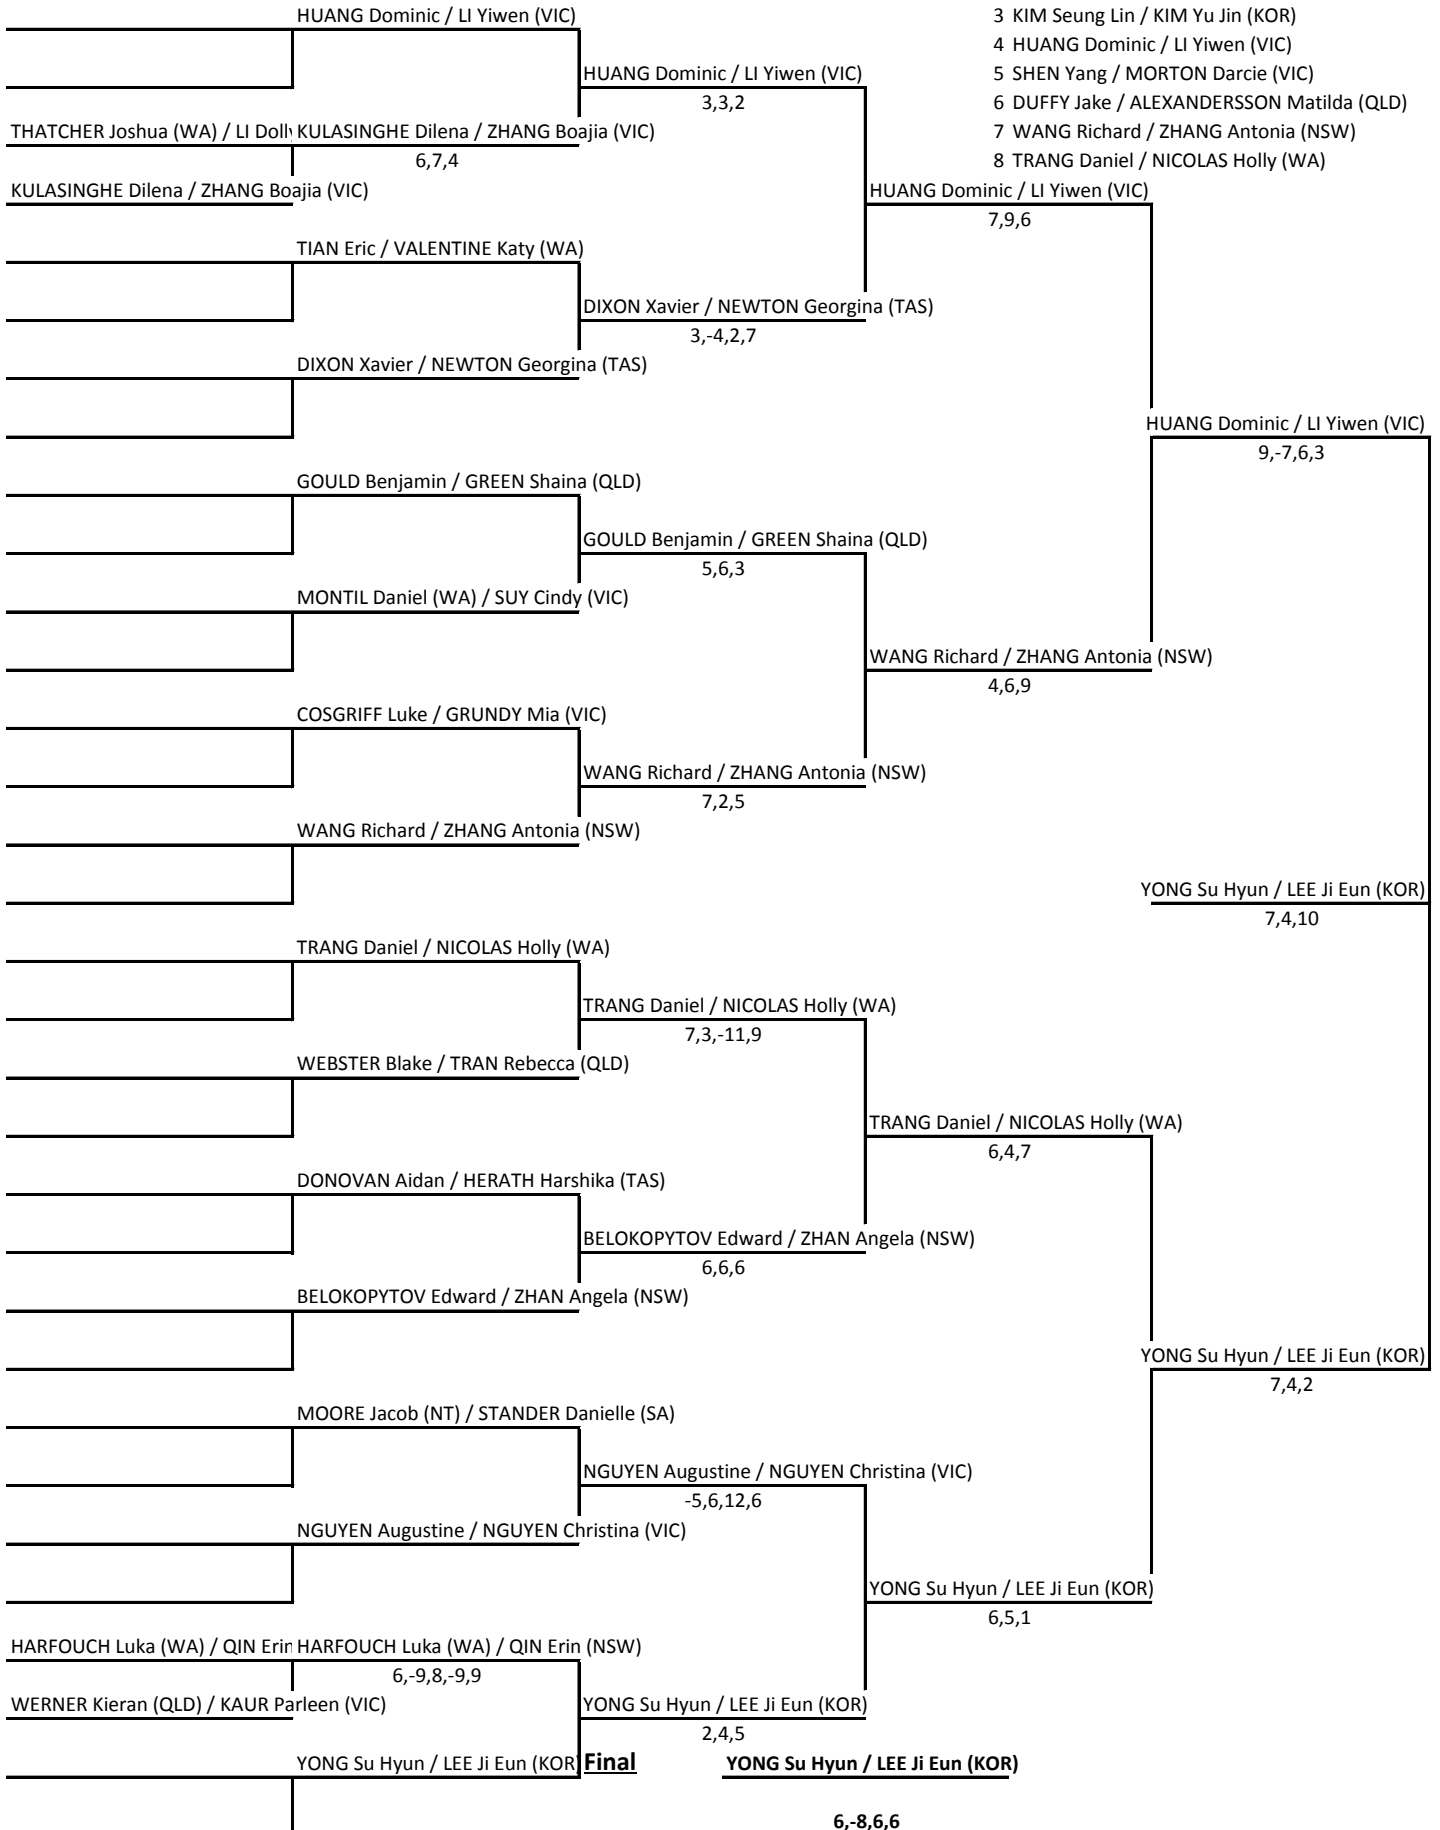 HUANG Dominic / LI Yiwen (VIC)
3 KIM Seung Lin / KIM Yu Jin (KOR)
4 HUANG Dominic / LI Yiwen (VIC)
HUANG Dominic / LI Yiwen (VIC)
5 SHEN Yang / MORTON Darcie (VIC)
3,3,2
6 DUFFY Jake / ALEXANDERSSON Matilda (QLD)
THATCHER Joshua (WA) / LI Dolly
KULASINGHE Dilena / ZHANG Boajia (VIC)
7 WANG Richard / ZHANG Antonia (NSW)
6,7,4
8 TRANG Daniel / NICOLAS Holly (WA)
KULASINGHE Dilena / ZHANG Boajia (VIC)
HUANG Dominic / LI Yiwen (VIC)
7,9,6
TIAN Eric / VALENTINE Katy (WA)
DIXON Xavier / NEWTON Georgina (TAS)
3,-4,2,7
DIXON Xavier / NEWTON Georgina (TAS)
HUANG Dominic / LI Yiwen (VIC)
9,-7,6,3
GOULD Benjamin / GREEN Shaina (QLD)
GOULD Benjamin / GREEN Shaina (QLD)
5,6,3
MONTIL Daniel (WA) / SUY Cindy (VIC)
WANG Richard / ZHANG Antonia (NSW)
4,6,9
COSGRIFF Luke / GRUNDY Mia (VIC)
WANG Richard / ZHANG Antonia (NSW)
7,2,5
WANG Richard / ZHANG Antonia (NSW)
YONG Su Hyun / LEE Ji Eun (KOR)
7,4,10
TRANG Daniel / NICOLAS Holly (WA)
TRANG Daniel / NICOLAS Holly (WA)
7,3,-11,9
WEBSTER Blake / TRAN Rebecca (QLD)
TRANG Daniel / NICOLAS Holly (WA)
6,4,7
DONOVAN Aidan / HERATH Harshika (TAS)
BELOKOPYTOV Edward / ZHAN Angela (NSW)
6,6,6
BELOKOPYTOV Edward / ZHAN Angela (NSW)
YONG Su Hyun / LEE Ji Eun (KOR)
7,4,2
MOORE Jacob (NT) / STANDER Danielle (SA)
NGUYEN Augustine / NGUYEN Christina (VIC)
-5,6,12,6
NGUYEN Augustine / NGUYEN Christina (VIC)
YONG Su Hyun / LEE Ji Eun (KOR)
6,5,1
HARFOUCH Luka (WA) / QIN Erin
HARFOUCH Luka (WA) / QIN Erin (NSW)
6,-9,8,-9,9
WERNER Kieran (QLD) / KAUR Parleen (VIC)
YONG Su Hyun / LEE Ji Eun (KOR)
2,4,5
YONG Su Hyun / LEE Ji Eun (KOR)
Final
YONG Su Hyun / LEE Ji Eun (KOR)
6,-8,6,6